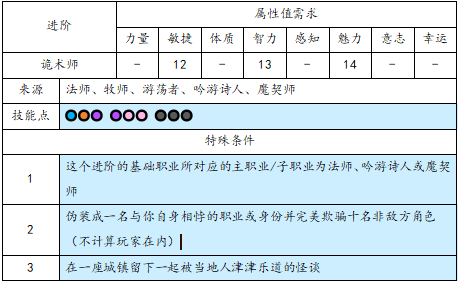 进阶 属性值需求
力量 敏捷 体质 智力 感知 魅力 意志 幸运
诡术师 - 12 - 13 - 14 - -
来源 法师、牧师、游荡者、吟游诗人、魔契师
技能点
特殊条件
1 这个进阶的基础职业所对应的主职业/子职业为法师、吟游诗人或魔契
师
2 伪装成一名与你自身相悖的职业或身份并完美欺骗十名非敌方角色
（不计算玩家在内）
3 在一座城镇留下一起被当地人津津乐道的怪谈